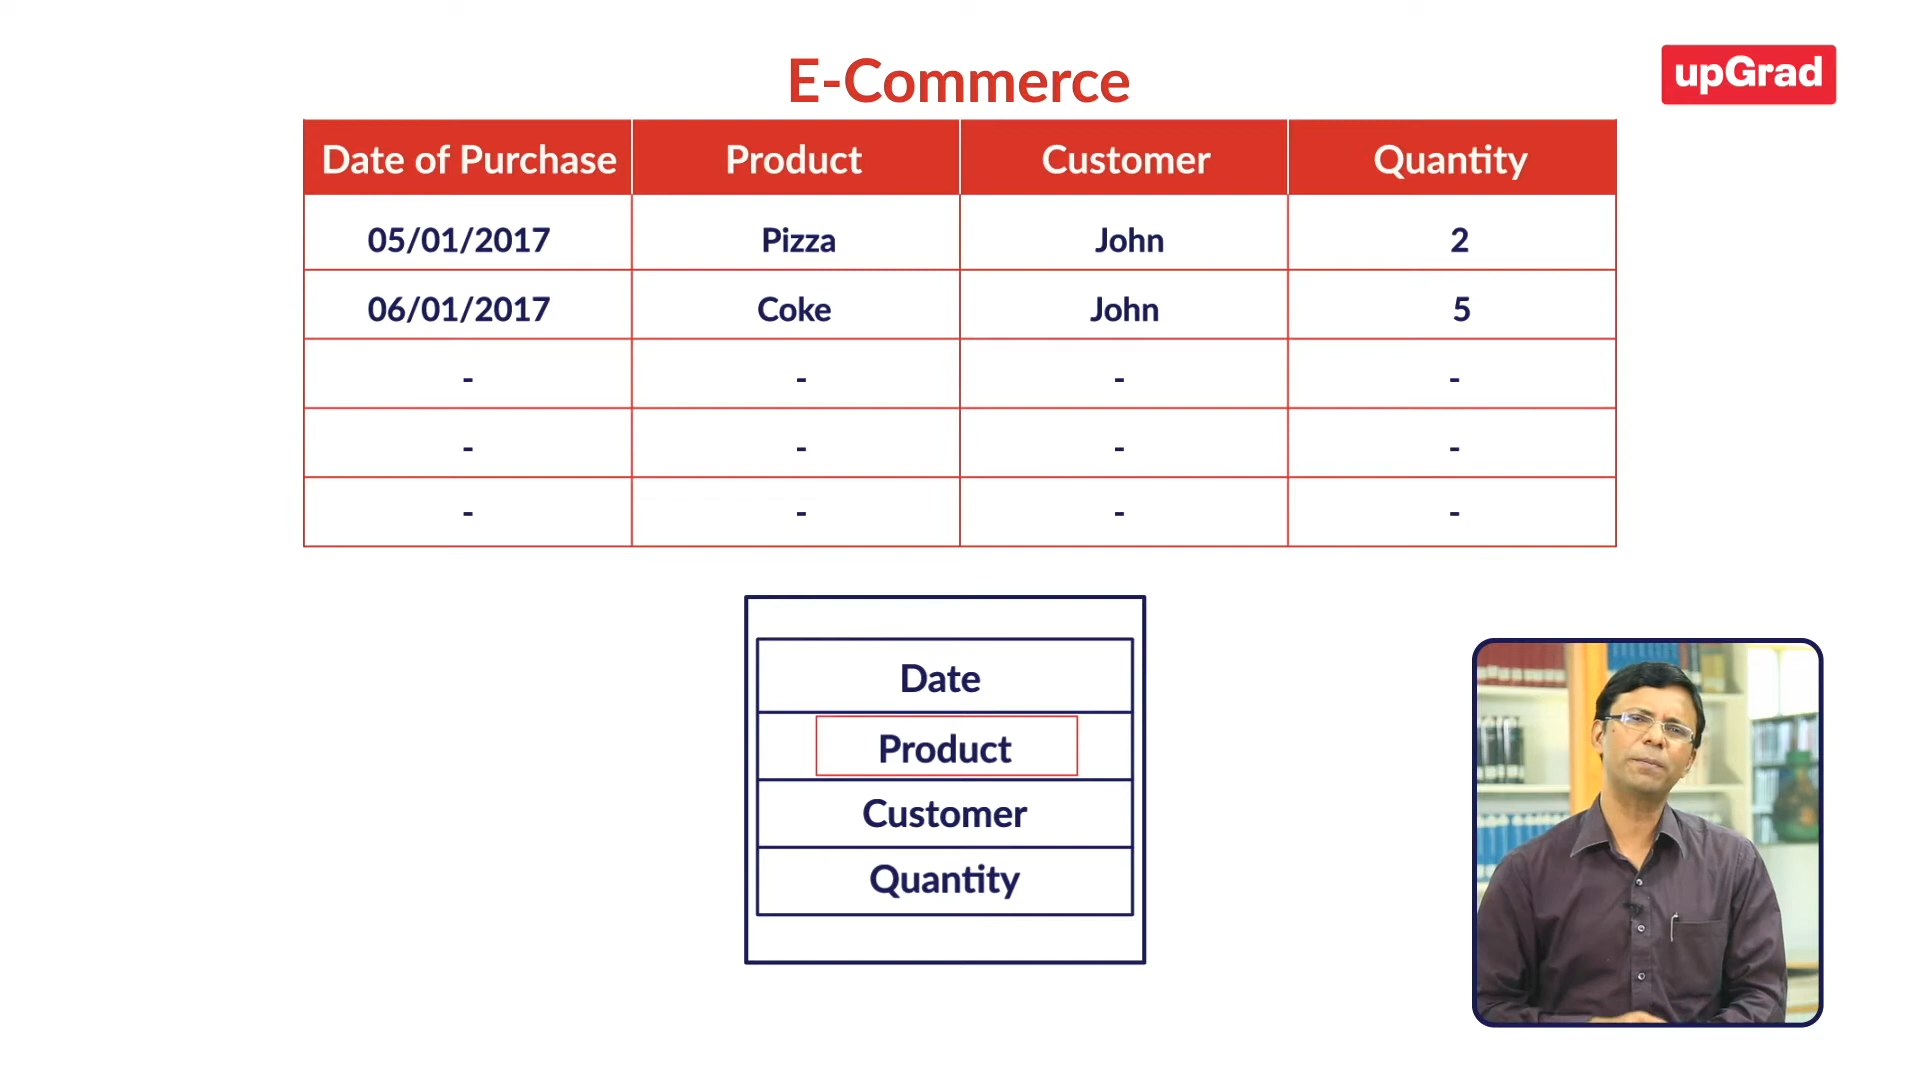 E-Commerce
upGrad
Date of Purchase Product Customer Quantity
05/01/2017 Pizza John 2
06/01/2017 Coke John 5
- - - -
- - - -
- - - -
Date
Product
Customer
Quantity